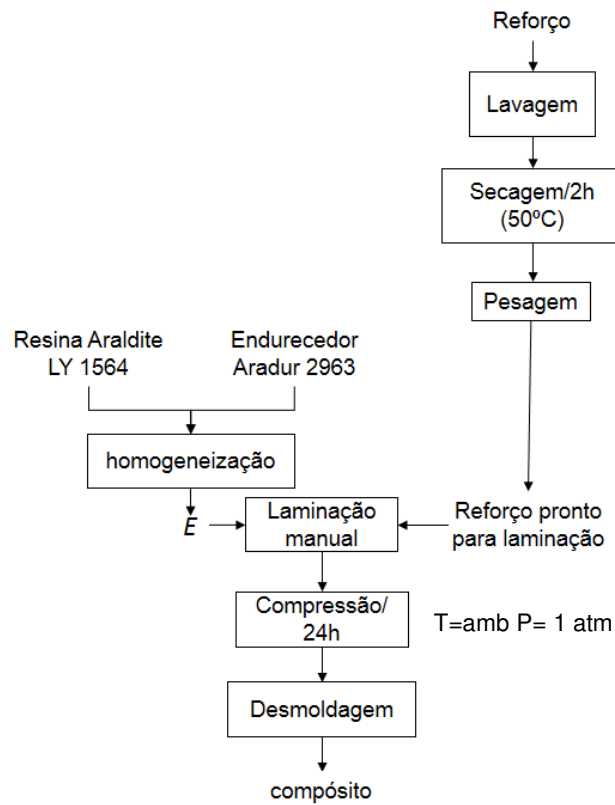 Reforço
Lavagem
Secagem/2h
(50ºC)
Pesagem
Resina Araldite
LY 1564
Endurecedor
Aradur 2963
homogeneização
E
Laminação
manual
Reforço pronto
para laminação
Compressão/
24h
T=amb P= 1 atm
Desmoldagem
compósito